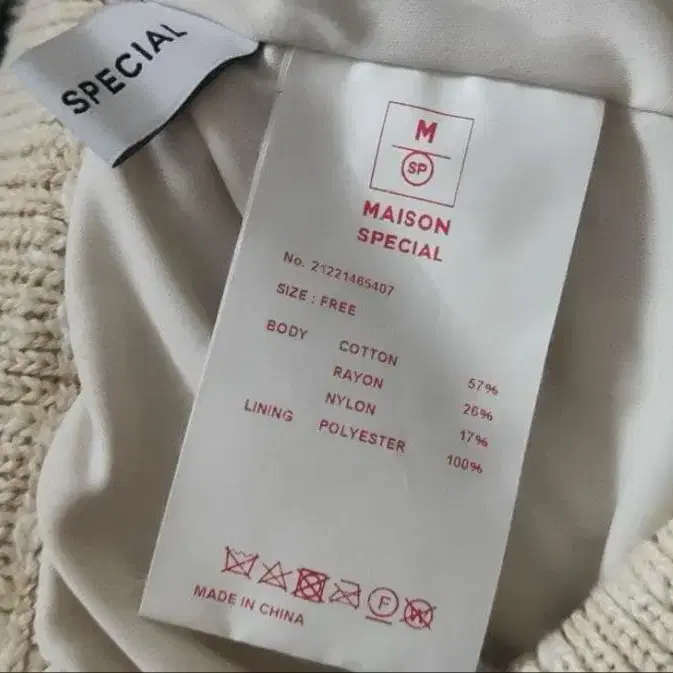 SPECIAL
M
SP
MAISON
SPECIAL
No. 21221465407
SIZE : FREE
BODY COTTON 57%
RAYON 26%
NYLON 17%
LINING POLYESTER 100%
F
W
MADE IN CHINA